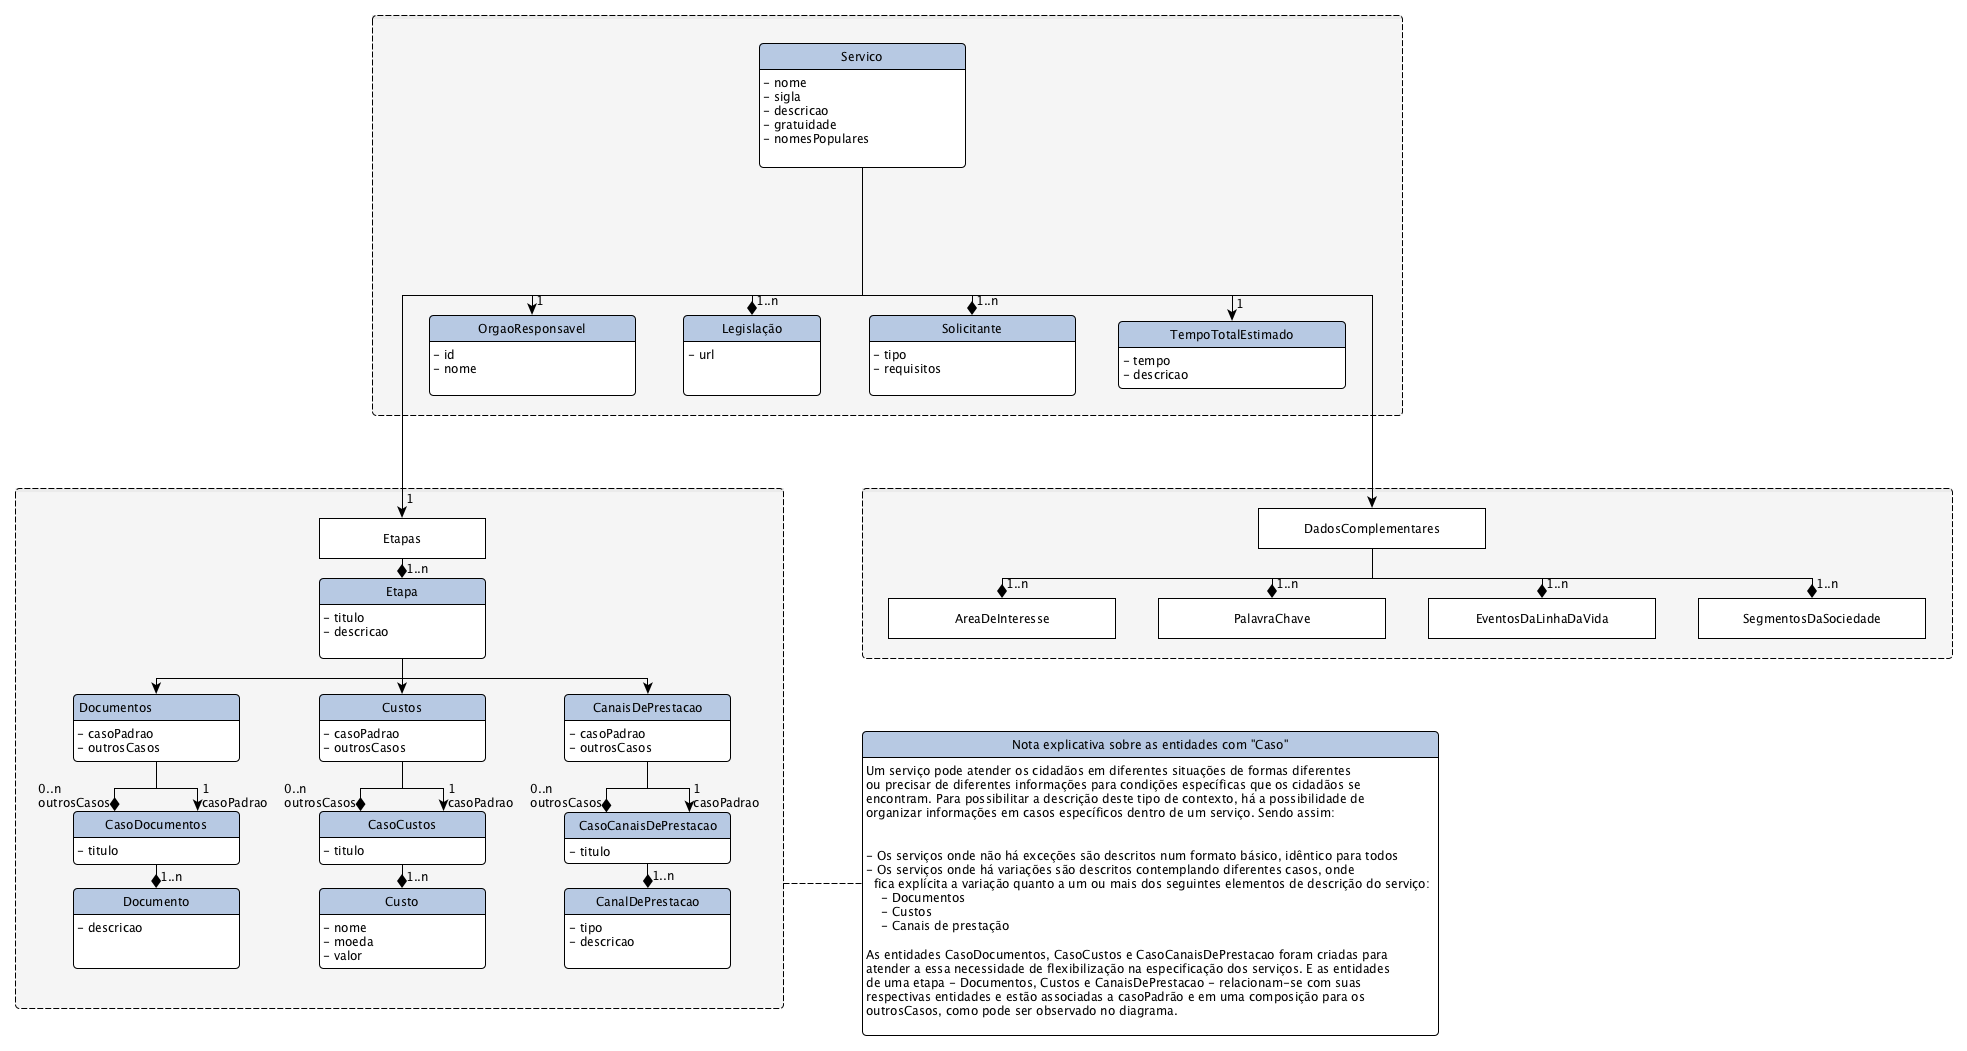 Servico
– nome
– sigla
– descricao
– gratuidade
– nomesPopulares
1
1..n
1..n
1
OrgaoResponsavel
– id
– nome
Legislação
– url
Solicitante
– tipo
– requisitos
TempoTotalEstimado
– tempo
– descricao
1
Etapas
1..n
Etapa
– titulo
– descricao
Documentos
– casoPadrao
– outrosCasos
Custos
– casoPadrao
– outrosCasos
CanaisDePrestacao
– casoPadrao
– outrosCasos
0..n
outrosCasos
1
casoPadrao
0..n
outrosCasos
1
casoPadrao
0..n
outrosCasos
1
casoPadrao
CasoDocumentos
– titulo
CasoCustos
– titulo
CasoCanaisDePrestacao
– titulo
1..n
1..n
1..n
Documento
– descricao
Custo
– nome
– moeda
– valor
CanalDePrestacao
– tipo
– descricao
DadosComplementares
1..n
1..n
1..n
1..n
AreaDeInteresse
PalavraChave
EventosDaLinhaDaVida
SegmentosDaSociedade
Nota explicativa sobre as entidades com "Caso"
Um serviço pode atender os cidadãos em diferentes situações de formas diferentes
ou precisar de diferentes informações para condições específicas que os cidadãos se
encontram. Para possibilitar a descrição deste tipo de contexto, há a possibilidade de
organizar informações em casos específicos dentro de um serviço. Sendo assim:
– Os serviços onde não há exceções são descritos num formato básico, idêntico para todos
– Os serviços onde há variações são descritos contemplando diferentes casos, onde
fica explícita a variação quanto a um ou mais dos seguintes elementos de descrição do serviço:
– Documentos
– Custos
– Canais de prestação
As entidades CasoDocumentos, CasoCustos e CasoCanaisDePrestacao foram criadas para
atender a essa necessidade de flexibilização na especificação dos serviços. E as entidades
de uma etapa – Documentos, Custos e CanaisDePrestacao – relacionam-se com suas
respectivas entidades e estão associadas a casoPadrão e em uma composição para os
outrosCasos, como pode ser observado no diagrama.